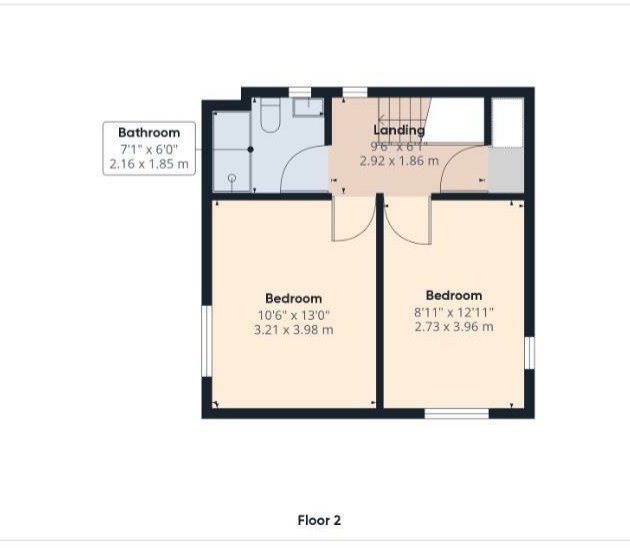 Bathroom
7'1" x 6'0"
2.16 x 1.85 m
Landing
9'6" x 6'1"
2.92 x 1.86 m
Bedroom
10'6" x 13'0"
3.21 x 3.98 m
Bedroom
8'11" x 12'11"
2.73 x 3.96 m
Floor 2